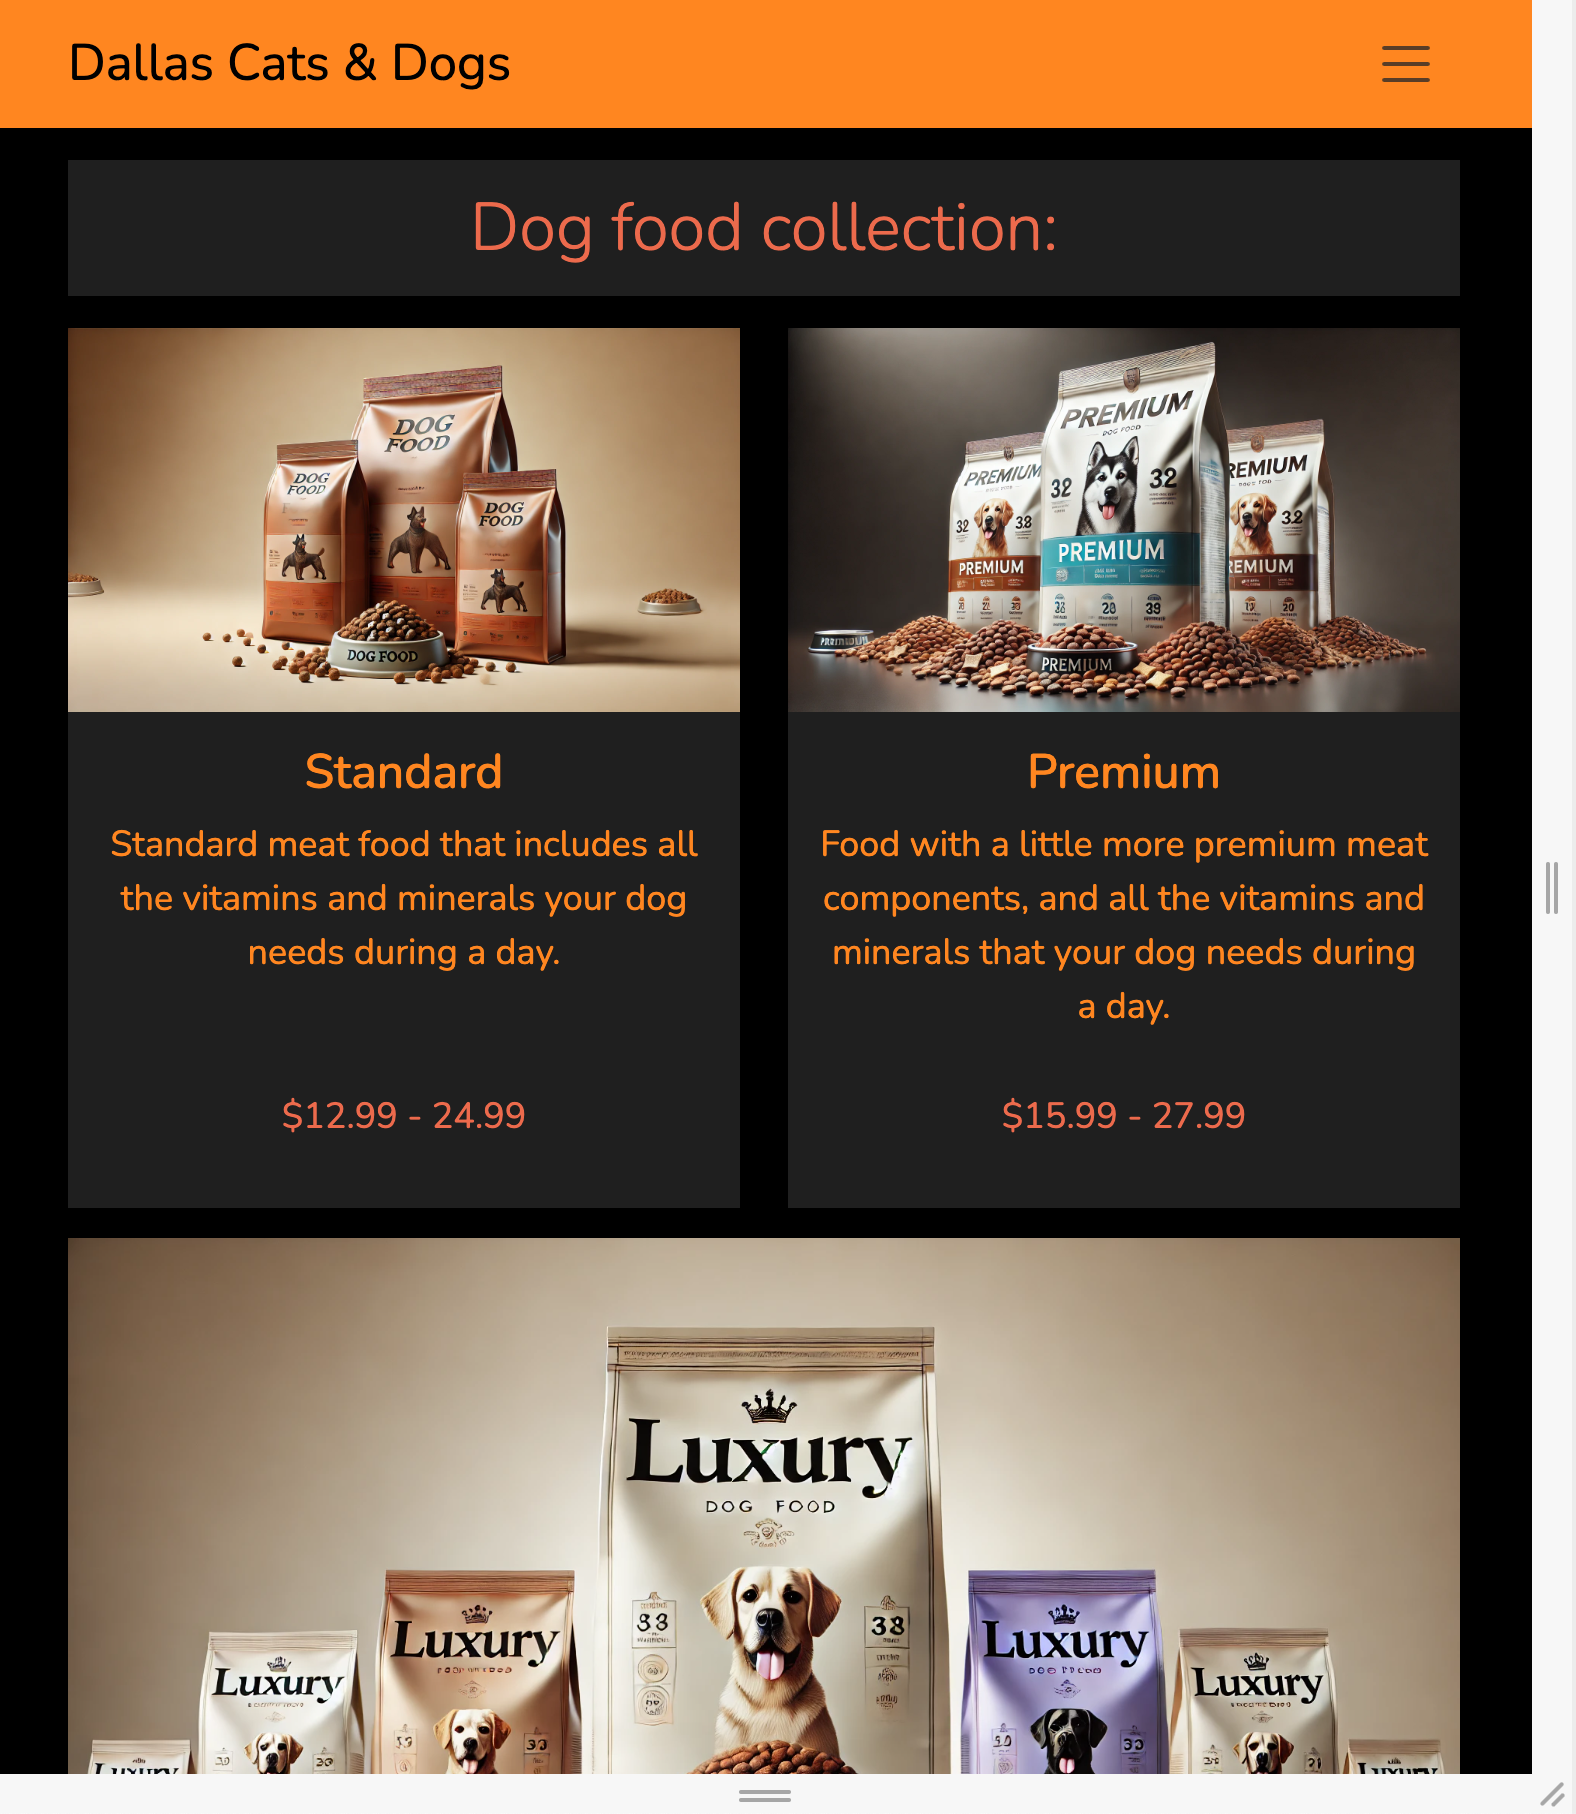 Dallas Cats & Dogs
Dog food collection:
DOG
FOOD
DOG
FOOD
DOG
FOOD
DOG FOOD
PREMIUM
DOG FOOD
32
32
PREMIUM
38
28
39
PREMIUM
32
38
PREMIUM
REMIUM
32
REMIUM
20
PREMIUM
Standard
Standard meat food that includes all
the vitamins and minerals your dog
needs during a day.
$12.99 - 24.99
Premium
Food with a little more premium meat
components, and all the vitamins and
minerals that your dog needs during
a day.
$15.99 - 27.99
Luxury
DOG FOOD
33
38
Luxury
Luxury
33
Luxury
33
Luxury
Luxury